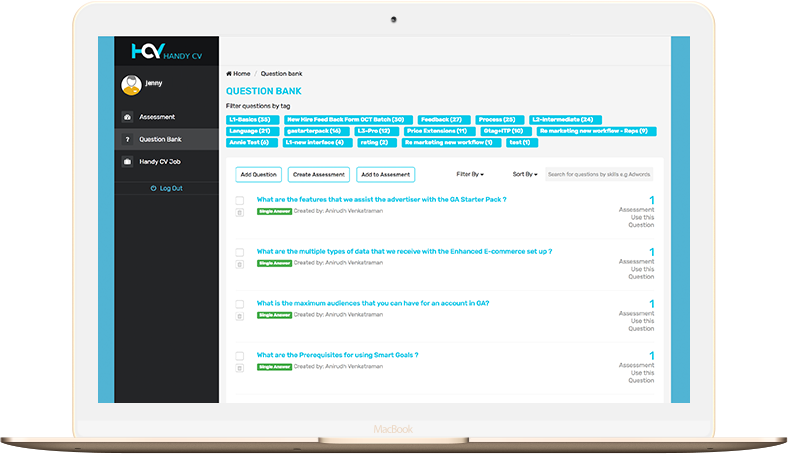 HCV HANDY CV
jenny
Assessment
Question Bank
Handy CV Job
Log Out
Home / Question bank
QUESTION BANK
Filter questions by tag
L1-Basics (35) New Hire Feed Back Form OCT Batch (30) Feedback (27) Process (25) L2-Intermediate (24)
Language (21) gastarterpack (16) L3-Pro (12) Price Extensions (11) Gtag+ITP (10) Re marketing new workflow - Reps (9)
Annie Test (6) L1-new interface (4) retlog (2) Re marketing new workflow (1) test (1)
Add Question Create Assessment Add to Assesment Filter By Sort By Search for questions by skills e.g Adwords
What are the features that we assist the advertiser with the GA Starter Pack ?
Single Answer Created by: Anirudh Venkatraman
1
Assessment
Use this
Question
What are the multiple types of data that we receive with the Enhanced E-commerce set up ?
Single Answer Created by: Anirudh Venkatraman
1
Assessment
Use this
Question
What is the maximum audiences that you can have for an account in GA?
Single Answer Created by: Anirudh Venkatraman
1
Assessment
Use this
Question
What are the Prerequisites for using Smart Goals ?
Single Answer Created by: Anirudh Venkatraman
1
Assessment
Use this
Question
MacBook